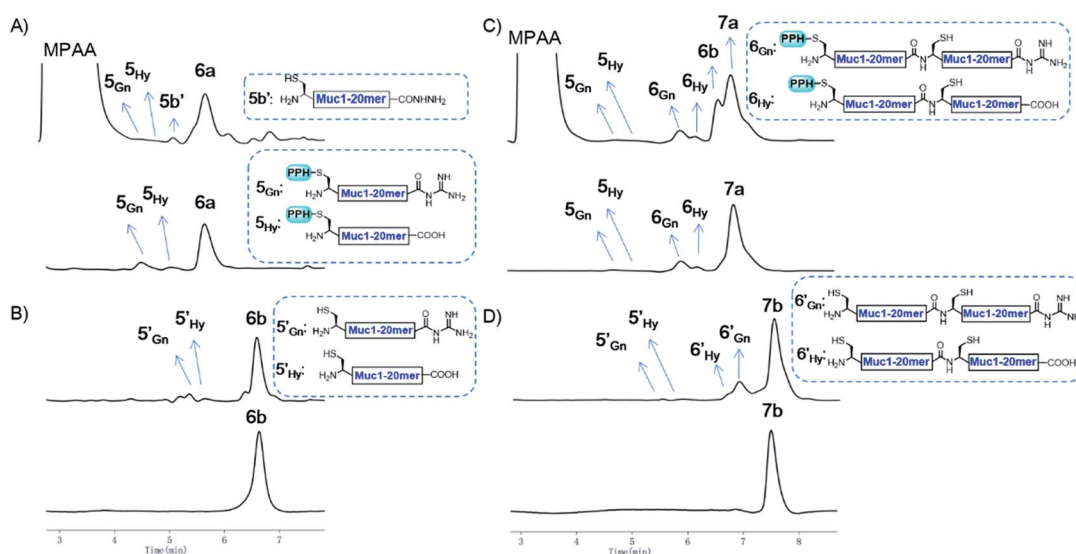 A)
MPAA
5Gn
5Hy
5b'
6a
HS
5b': H2N Muc1-20mer CONHNH2
5Gn
5Hy
6a
PPH S O NH
5Gn: H2N Muc1-20mer N H NH2
PPH S
5Hy: H2N Muc1-20mer COOH
B)
5'Gn
5'Hy
6b
HS O NH
5'Gn: H2N Muc1-20mer N H NH2
HS
5'Hy: H2N Muc1-20mer COOH
6b
3 4 5 6 7
Time(min)
C)
MPAA
5Gn
5Hy
6Gn
6Hy
6b
7a
PPH S SH O NH
6Gn: H2N Muc1-20mer O N H Muc1-20mer N H NH2
PPH S SH
6Hy: H2N Muc1-20mer O N H Muc1-20mer COOH
5Gn
5Hy
6Gn
6Hy
7a
D)
5'Gn
5'Hy
6'Hy
6'Gn
7b
HS SH O NH
6'Gn: H2N Muc1-20mer O N H Muc1-20mer N H NH
HS SH
6'Hy: H2N Muc1-20mer O N H Muc1-20mer COOH
7b
3 4 5 6 7 8
Time(min)